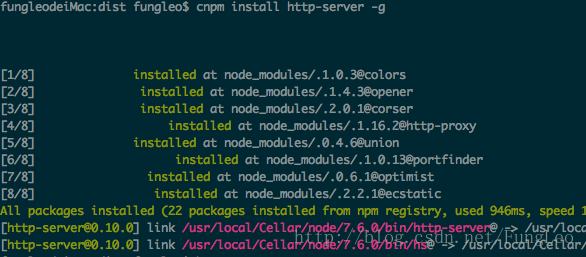 fungleodeiMac:dist fungleo$ cnpm install http-server -g
[1/8] installed at node_modules/.1.0.3@colors
[2/8] installed at node_modules/.1.4.3@opener
[3/8] installed at node_modules/.2.0.1@corser
[4/8] installed at node_modules/.1.16.2@http-proxy
[5/8] installed at node_modules/.0.4.6@union
[6/8] installed at node_modules/.1.0.13@portfinder
[7/8] installed at node_modules/.0.6.1@optimist
[8/8] installed at node_modules/.2.2.1@ecstatic
All packages installed (22 packages installed from npm registry, used 946ms, speed 1
[http-server@0.10.0] link /usr/local/Cellar/node/7.6.0/bin/http-server@ -> /usr/loc
[http-server@0.10.0] link /usr/local/Cellar/node/7.6.0/bin/hs@ -> /usr/local
http://blog.csdn.net/FungLeo